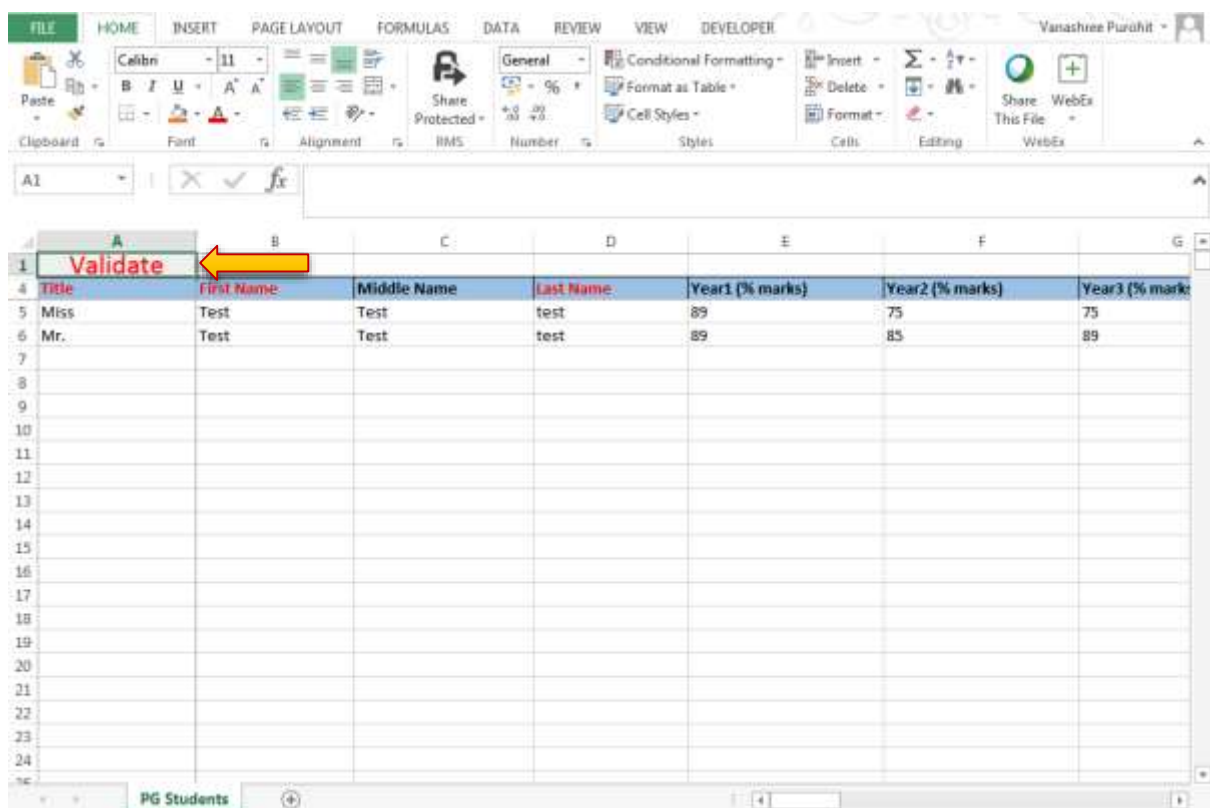 FILE HOME INSERT PAGE LAYOUT FORMULAS DATA REVIEW VIEW DEVELOPER Vanashree Purohit
Calibri 11 General Conditional Formatting Insert
Paste B I U A A Share Protected % Format as Table Delete Share This File WebEx
A Cell Styles Format
Clipboard Font Alignment RMS Number Styles Cells Editing WebEx
A1 fx
A B C D E F G
1 Validate
4 Title First Name Middle Name Last Name Year1 (% marks) Year2 (% marks) Year3 (% marks
5 Miss Test Test test 89 75 75
6 Mr. Test Test test 89 85 89
7
8
9
10
11
12
13
14
15
16
17
18
19
20
21
22
23
24
PG Students